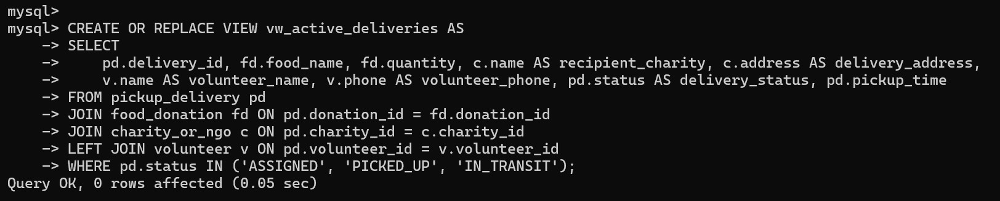 mysql>
mysql> CREATE OR REPLACE VIEW vw_active_deliveries AS
    -> SELECT
    ->     pd.delivery_id, fd.food_name, fd.quantity, c.name AS recipient_charity, c.address AS delivery_address,
    ->     v.name AS volunteer_name, v.phone AS volunteer_phone, pd.status AS delivery_status, pd.pickup_time
    -> FROM pickup_delivery pd
    -> JOIN food_donation fd ON pd.donation_id = fd.donation_id
    -> JOIN charity_or_ngo c ON pd.charity_id = c.charity_id
    -> LEFT JOIN volunteer v ON pd.volunteer_id = v.volunteer_id
    -> WHERE pd.status IN ('ASSIGNED', 'PICKED_UP', 'IN_TRANSIT');
Query OK, 0 rows affected (0.05 sec)